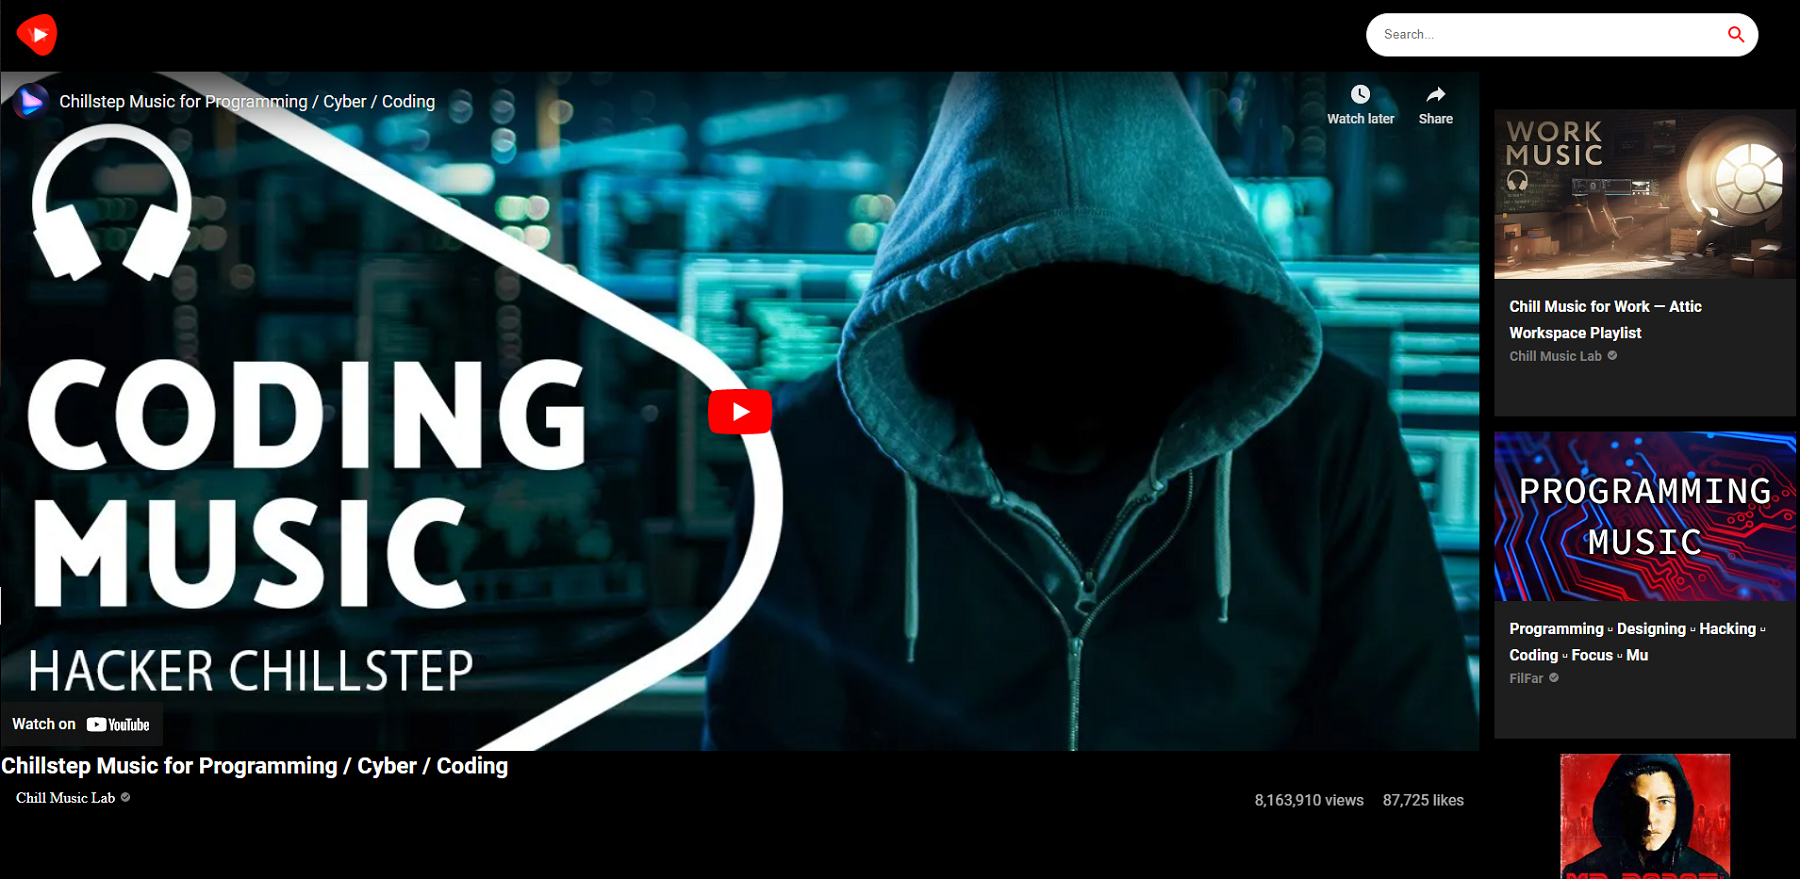 Search...
Chillstep Music for Programming / Cyber / Coding
Watch later
Share
CODING
MUSIC
HACKER CHILLSTEP
Watch on YouTube
Chillstep Music for Programming / Cyber / Coding
Chill Music Lab
8,163,910 views 87,725 likes
WORK
MUSIC
Chill Music for Work — Attic
Workspace Playlist
Chill Music Lab
PROGRAMMING
MUSIC
Programming ␣ Designing ␣ Hacking ␣
Coding ␣ Focus ␣ Mu
FilFar
MR. ROBOT